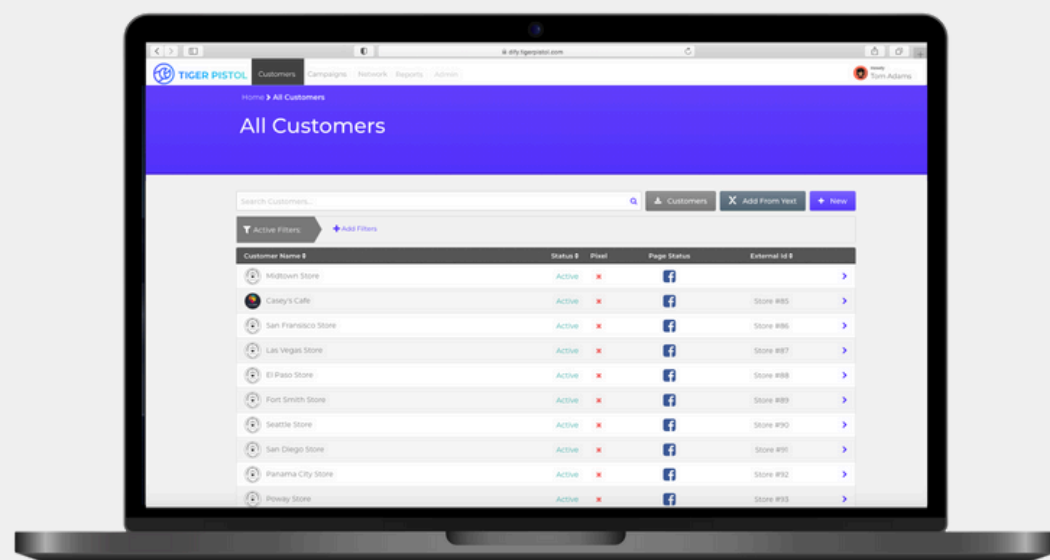 dify.tigerpistol.com
TIGER PISTOL Customers Campaigns Network Reports Admin Tom Adams
Home > All Customers
All Customers
Search Customers... Customers Add From Yext + New
Active Filters: + Add Filters
Customer Name Status Pixel Page Status External Id
Midtown Store Active
Casey's Cafe Active Store #85
San Fransisco Store Active Store #86
Las Vegas Store Active Store #87
El Paso Store Active Store #88
Fort Smith Store Active Store #89
Seattle Store Active Store #90
San Diego Store Active Store #91
Panama City Store Active Store #92
Poway Store Active Store #93